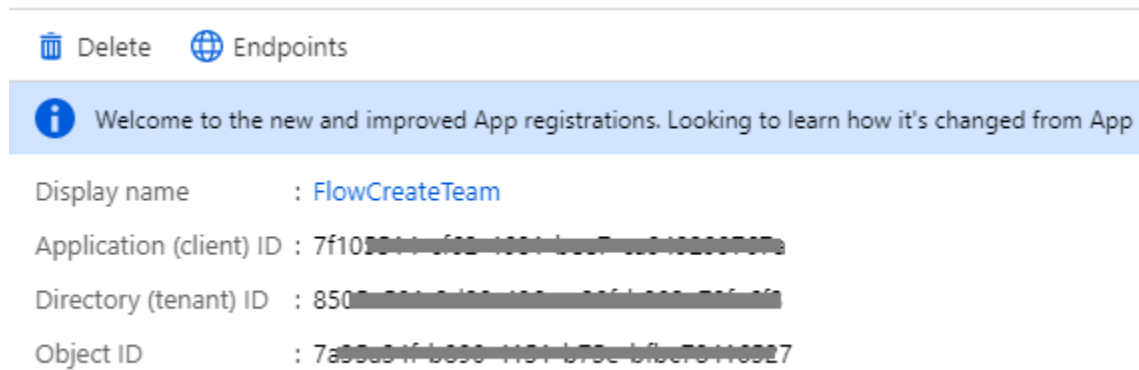 Delete Endpoints
Welcome to the new and improved App registrations. Looking to learn how it's changed from App
Display name : FlowCreateTeam
Application (client) ID :
Directory (tenant) ID :
Object ID :